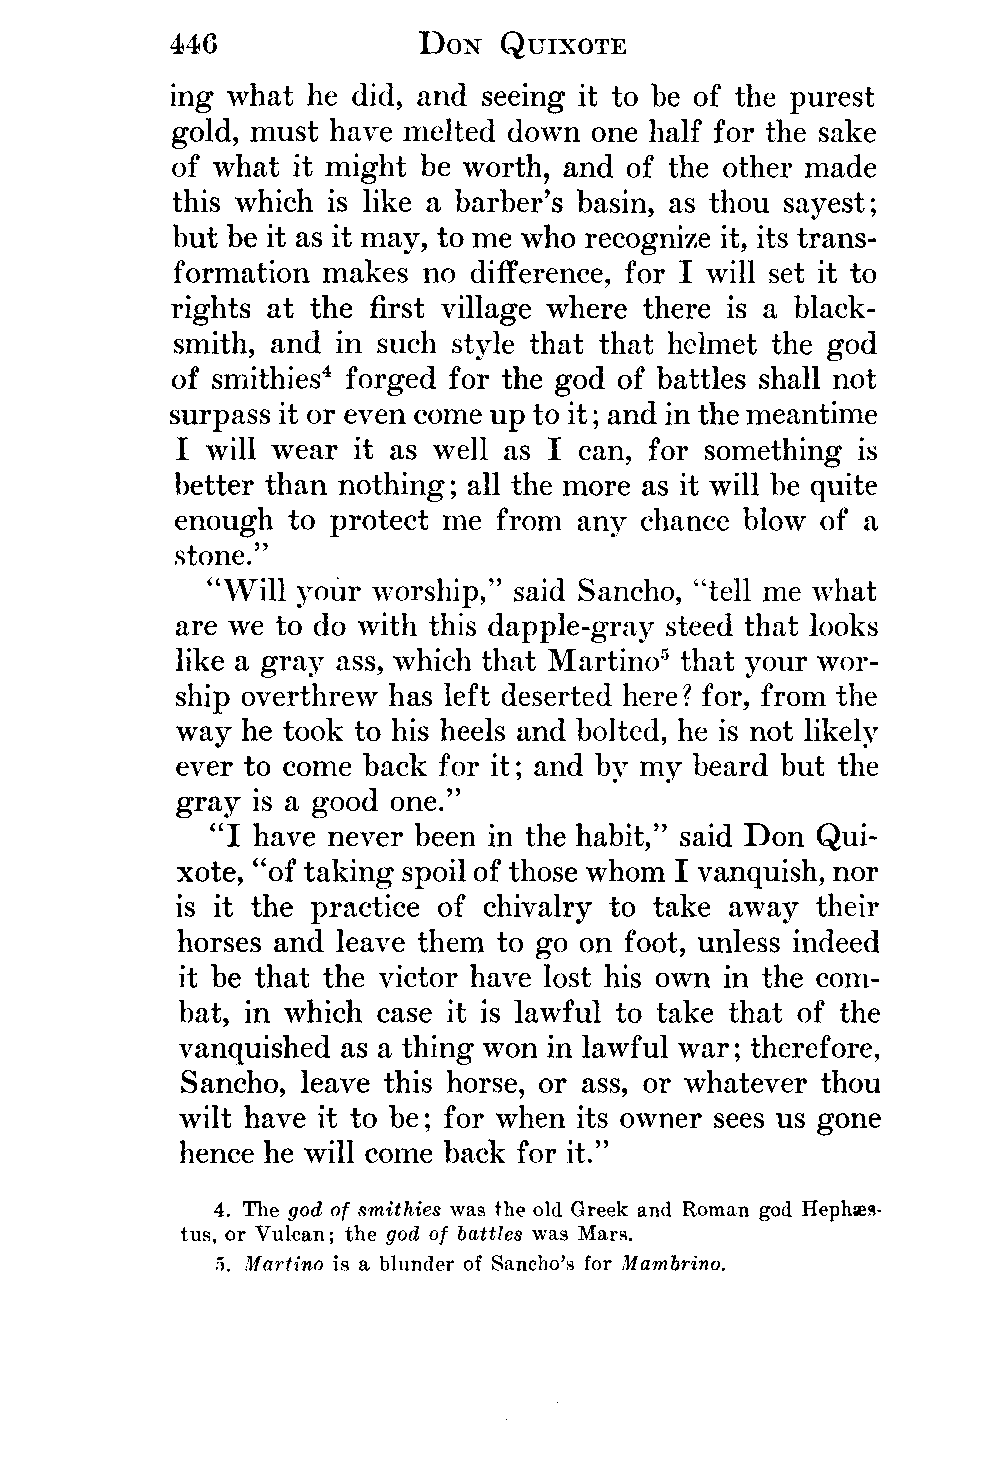 446 DON QUIXOTE
ing what he did, and seeing it to be of the purest
gold, must have melted down one half for the sake
of what it might be worth, and of the other made
this which is like a barber’s basin, as thou sayest;
but be it as it may, to me who recognize it, its trans-
formation makes no difference, for I will set it to
rights at the first village where there is a black-
smith, and in such style that that helmet the god
of smithies⁴ forged for the god of battles shall not
surpass it or even come up to it; and in the meantime
I will wear it as well as I can, for something is
better than nothing; all the more as it will be quite
enough to protect me from any chance blow of a
stone.”
“Will your worship,” said Sancho, “tell me what
are we to do with this dapple-gray steed that looks
like a gray ass, which that Martino⁵ that your wor-
ship overthrew has left deserted here? for, from the
way he took to his heels and bolted, he is not likely
ever to come back for it; and by my beard but the
gray is a good one.”
“I have never been in the habit,” said Don Qui-
xote, “of taking spoil of those whom I vanquish, nor
is it the practice of chivalry to take away their
horses and leave them to go on foot, unless indeed
it be that the victor have lost his own in the com-
bat, in which case it is lawful to take that of the
vanquished as a thing won in lawful war; therefore,
Sancho, leave this horse, or ass, or whatever thou
wilt have it to be; for when its owner sees us gone
hence he will come back for it.”
4. The god of smithies was the old Greek and Roman god Hephæs-
tus, or Vulcan; the god of battles was Mars.
5. Martino is a blunder of Sancho’s for Mambrino.